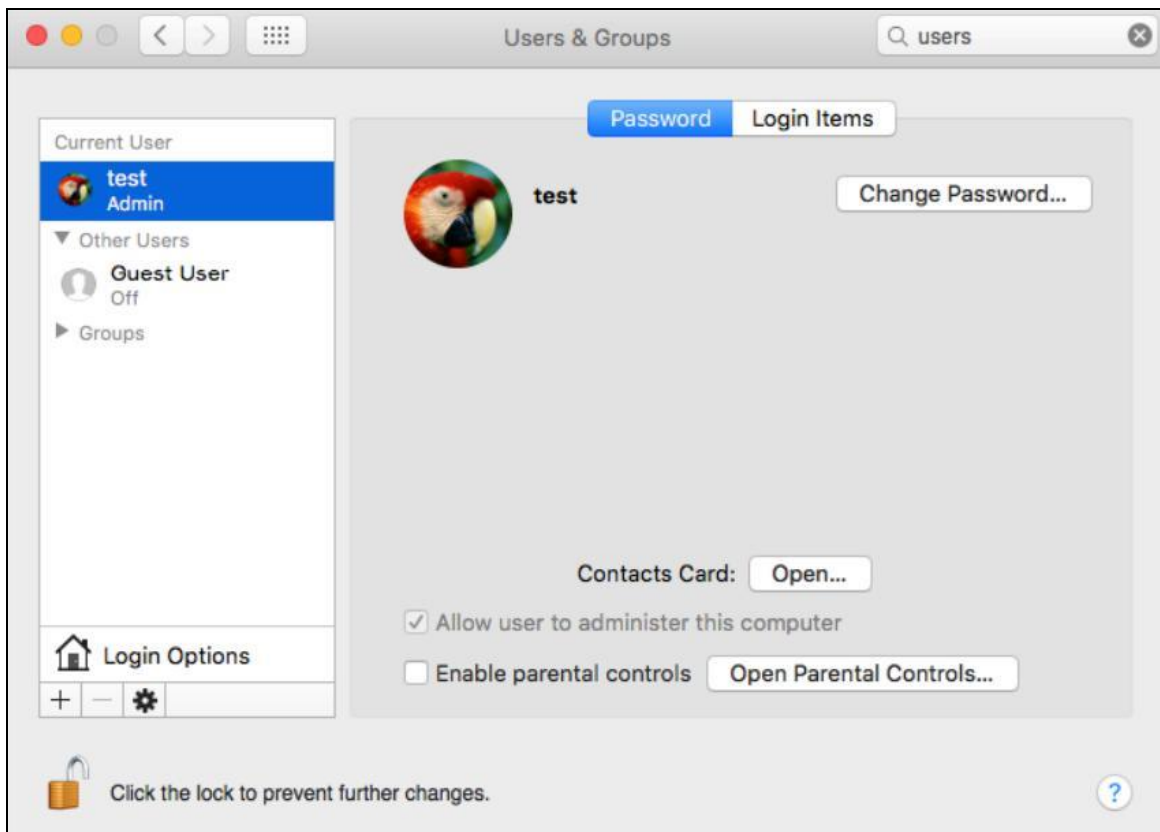 Users & Groups
users
Password
Login Items
Current User
test
Admin
Other Users
Guest User
Off
Groups
Login Options
test
Change Password...
Contacts Card:
Open...
Allow user to administer this computer
Enable parental controls
Open Parental Controls...
Click the lock to prevent further changes.
?